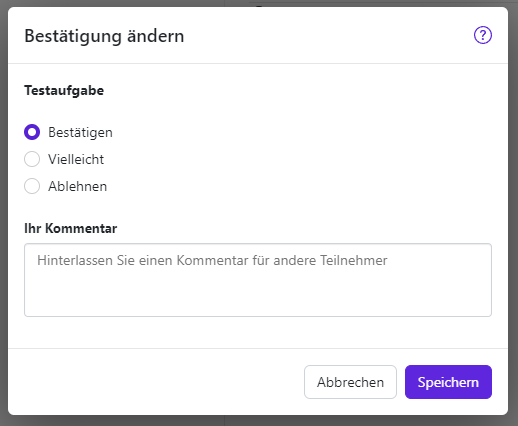 Bestätigung ändern
?
Testaufgabe
Bestätigen
Vielleicht
Ablehnen
Ihr Kommentar
Hinterlassen Sie einen Kommentar für andere Teilnehmer
Abbrechen Speichern